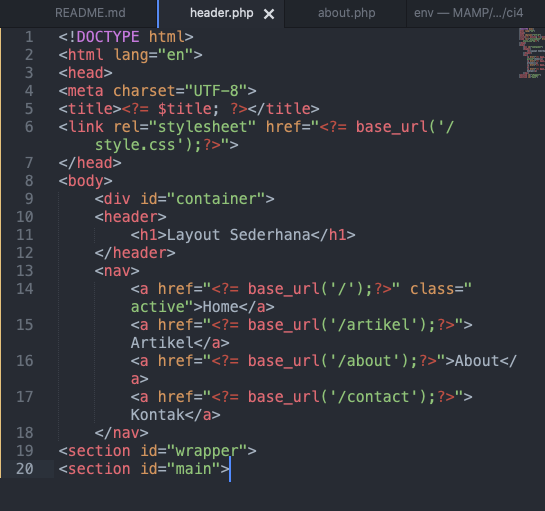 README.md
header.php
about.php
env — MAMP/.../ci4
1 <!DOCTYPE html>
2 <html lang="en">
3 <head>
4 <meta charset="UTF-8">
5 <title><?= $title; ?></title>
6 <link rel="stylesheet" href="<?= base_url('/
style.css');?>">
7 </head>
8 <body>
9 <div id="container">
10 <header>
11 <h1>Layout Sederhana</h1>
12 </header>
13 <nav>
14 <a href="<?= base_url('/');?>" class="
active">Home</a>
15 <a href="<?= base_url('/artikel');?>">
Artikel</a>
16 <a href="<?= base_url('/about');?>">About</
a>
17 <a href="<?= base_url('/contact');?>">
Kontak</a>
18 </nav>
19 <section id="wrapper">
20 <section id="main">